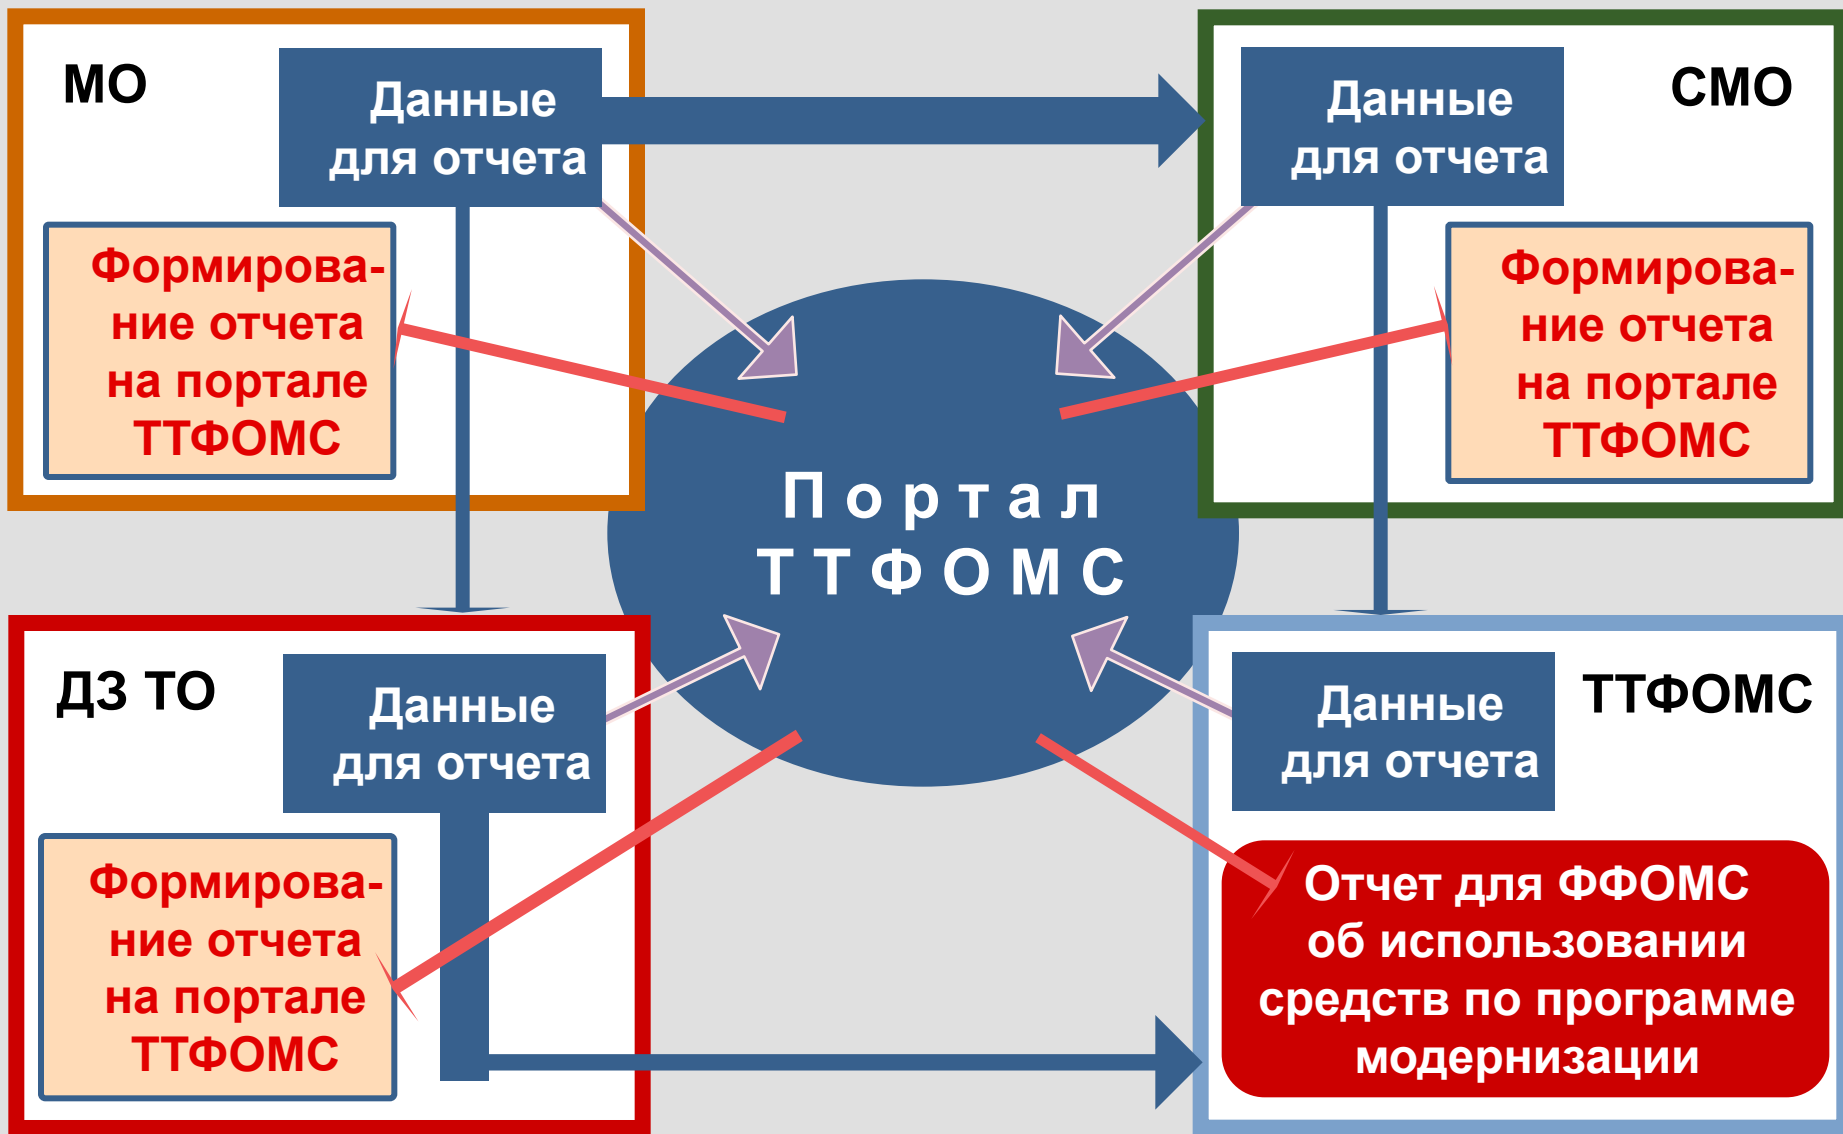 МО
Данные
для отчета
Формирова-
ние отчета
на портале
ТТФОМС
СМО
Данные
для отчета
Формирова-
ние отчета
на портале
ТТФОМС
Портал
ТТФОМС
ДЗ ТО
Данные
для отчета
Формирова-
ние отчета
на портале
ТТФОМС
ТТФОМС
Данные
для отчета
Отчет для ФФОМС
об использовании
средств по программе
модернизации